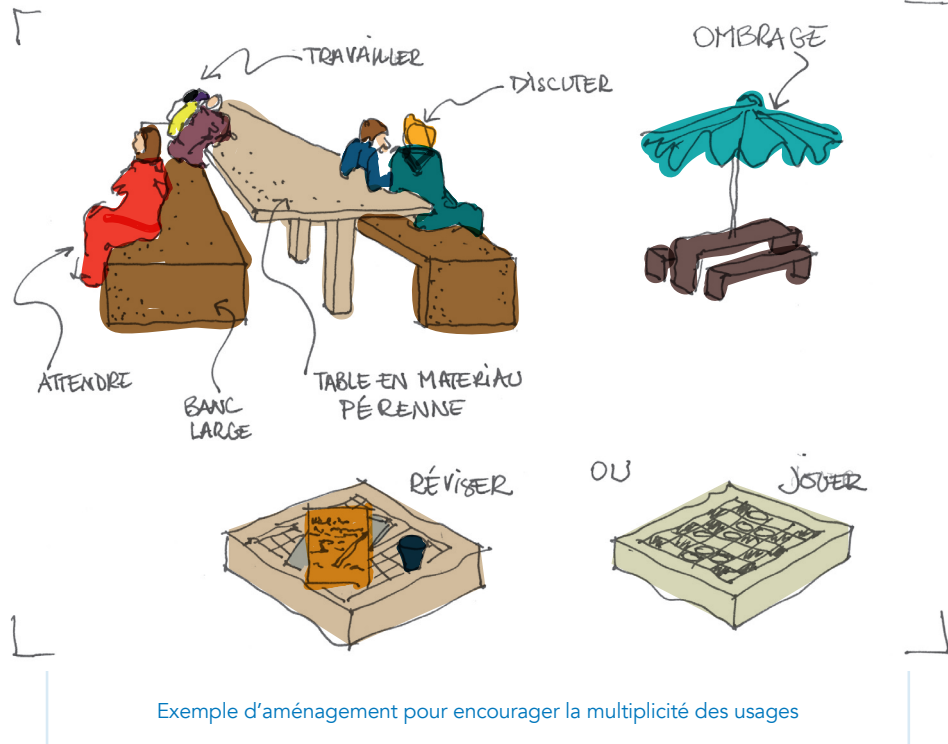 OMBRAGE
TRAVAILLER
DISCUTER
ATTENDRE
BANC
LARGE
TABLE EN MATERIAU
PÉRENNE
RÉVISER
OU
JOUER
Exemple d'aménagement pour encourager la multiplicité des usages